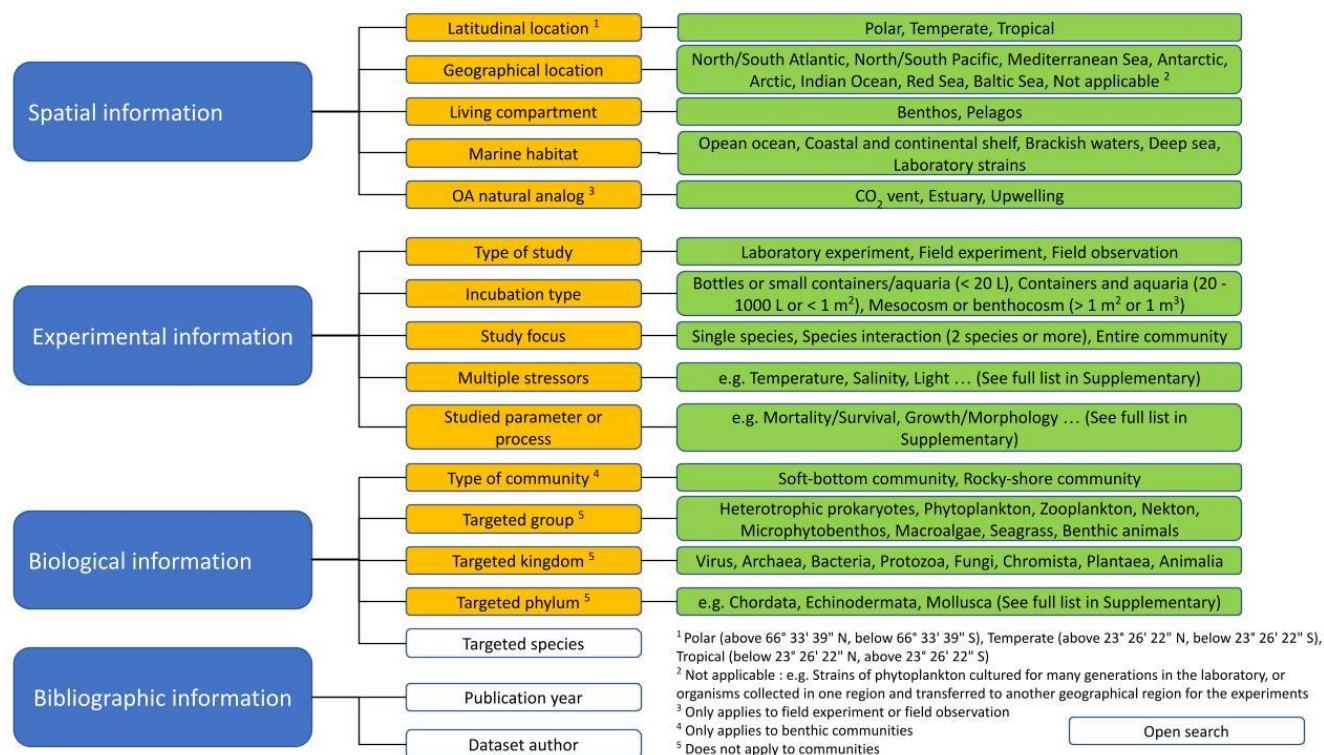 Spatial information
Latitudinal location 1
Polar, Temperate, Tropical
Geographical location
North/South Atlantic, North/South Pacific, Mediterranean Sea, Antarctic,
Arctic, Indian Ocean, Red Sea, Baltic Sea, Not applicable 2
Living compartment
Benthos, Pelagos
Marine habitat
Opean ocean, Coastal and continental shelf, Brackish waters, Deep sea,
Laboratory strains
OA natural analog 3
CO2 vent, Estuary, Upwelling
Experimental information
Type of study
Laboratory experiment, Field experiment, Field observation
Incubation type
Bottles or small containers/aquaria (< 20 L), Containers and aquaria (20 -
1000 L or < 1 m2), Mesocosm or benthocosm (> 1 m2 or 1 m3)
Study focus
Single species, Species interaction (2 species or more), Entire community
Multiple stressors
e.g. Temperature, Salinity, Light … (See full list in Supplementary)
Studied parameter or
process
e.g. Mortality/Survival, Growth/Morphology … (See full list in
Supplementary)
Biological information
Type of community 4
Soft-bottom community, Rocky-shore community
Targeted group 5
Heterotrophic prokaryotes, Phytoplankton, Zooplankton, Nekton,
Microphytobenthos, Macroalgae, Seagrass, Benthic animals
Targeted kingdom 5
Virus, Archaea, Bacteria, Protozoa, Fungi, Chromista, Plantaea, Animalia
Targeted phylum 5
e.g. Chordata, Echinodermata, Mollusca (See full list in Supplementary)
Targeted species
Bibliographic information
Publication year
Dataset author
1 Polar (above 66° 33' 39" N, below 66° 33' 39" S), Temperate (above 23° 26' 22" N, below 23° 26' 22" S),
Tropical (below 23° 26' 22" N, above 23° 26' 22" S)
2 Not applicable : e.g. Strains of phytoplankton cultured for many generations in the laboratory, or
organisms collected in one region and transferred to another geographical region for the experiments
3 Only applies to field experiment or field observation
4 Only applies to benthic communities
5 Does not apply to communities
Open search